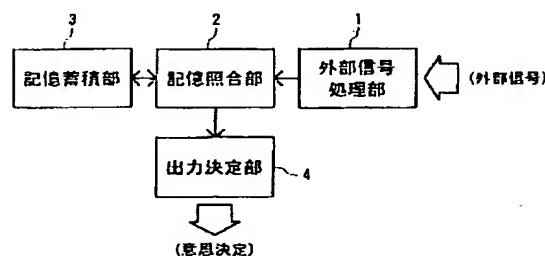 3
2
1
記憶蓄積部
記憶照合部
外部信号
処理部
(外部信号)
出力決定部
4
(意思決定)